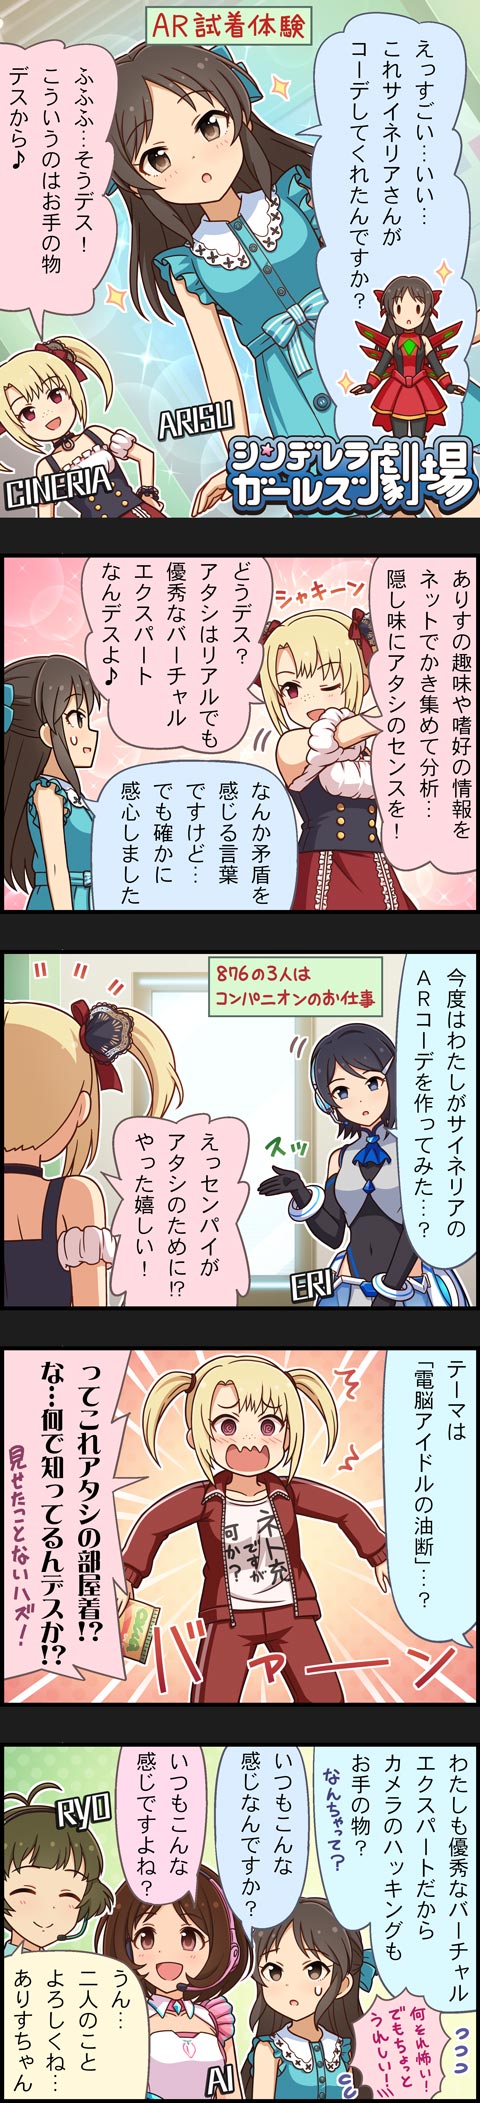 AR試着体験
えっすごい…いい…
これサイネリアさんが
コーデしてくれたんですか？
ふふふ…そうデス！
こういうのはお手の物
デスから♪
ARISU
CINERIA
シンデレラ
ガールズ劇場
ありすの趣味や嗜好の情報を
ネットでかき集めて分析…
隠し味にアタシのセンスを！
シャキーン
どうデス？
アタシはリアルでも
優秀なバーチャル
エクスパート
なんデスよ♪
なんか矛盾を
感じる言葉
ですけど…
でも確かに
感心しました
876の3人は
コンパニオンのお仕事
今度はわたしがサイネリアの
ARコーデを作ってみた…？
スッ
ERI
えっセンパイが
アタシのために!?
やった嬉しい！
テーマは
「電脳アイドルの油断」…？
ネト充
ですが
何か？
ってこれアタシの部屋着!?
な…何で知ってるんデスか!?
見せたことないハズ！
バァーン
わたしも優秀なバーチャル
エクスパートだから
カメラのハッキングも
お手の物？
なんちゃって？
何それ怖い！
でもちょっと
うれしい！
いつもこんな
感じなんですか？
いつもこんな
感じですよね？
うん…
二人のこと
よろしくね…
ありすちゃん
RYO
AI